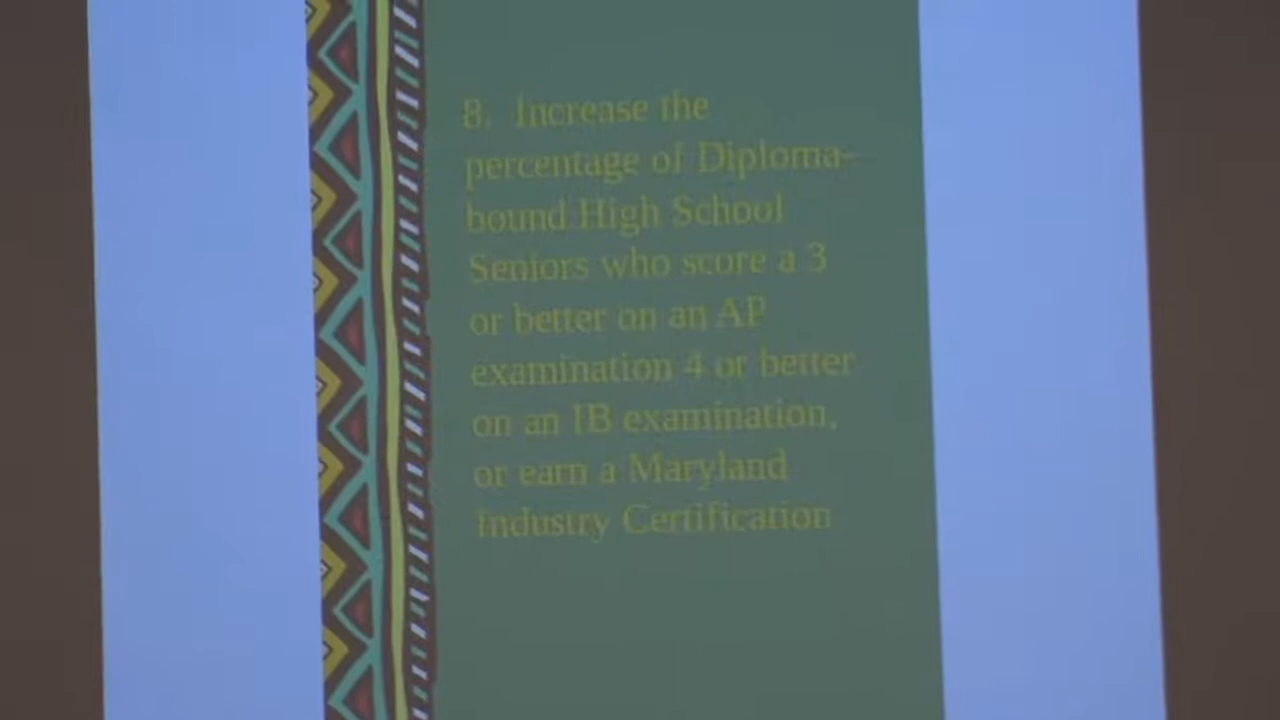 8. Increase the
percentage of Diploma-
bound High School
Seniors who score a 3
or better on an AP
examination 4 or better
on an IB examination,
or earn a Maryland
Industry Certification